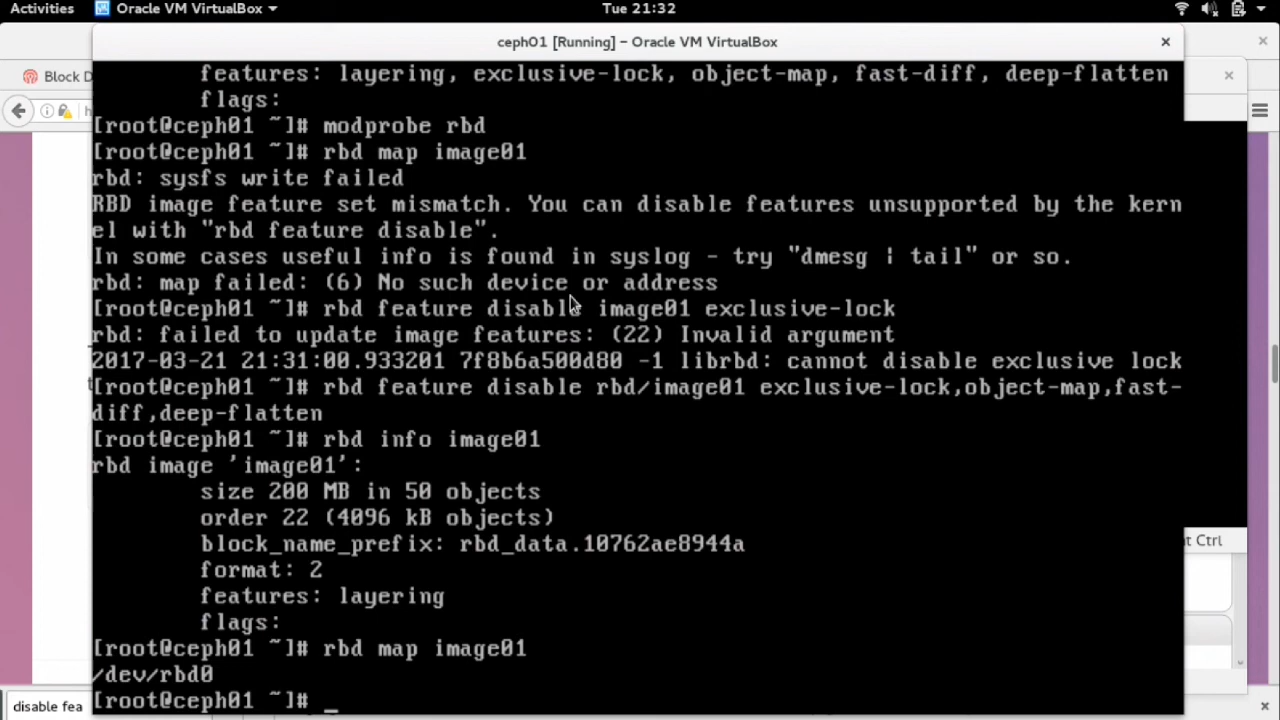 Activities Oracle VM VirtualBox Tue 21:32
ceph01 [Running] – Oracle VM VirtualBox
Block D
features: layering, exclusive-lock, object-map, fast-diff, deep-flatten
flags:
[root@ceph01 ~]# modprobe rbd
[root@ceph01 ~]# rbd map image01
rbd: sysfs write failed
RBD image feature set mismatch. You can disable features unsupported by the kern
el with "rbd feature disable".
In some cases useful info is found in syslog - try "dmesg | tail" or so.
rbd: map failed: (6) No such device or address
[root@ceph01 ~]# rbd feature disable image01 exclusive-lock
rbd: failed to update image features: (22) Invalid argument
2017-03-21 21:31:00.933201 7f8b6a500d80 -1 librbd: cannot disable exclusive lock
[root@ceph01 ~]# rbd feature disable rbd/image01 exclusive-lock,object-map,fast-
diff,deep-flatten
[root@ceph01 ~]# rbd info image01
rbd image 'image01':
size 200 MB in 50 objects
order 22 (4096 kB objects)
block_name_prefix: rbd_data.10762ae8944a
format: 2
features: layering
flags:
[root@ceph01 ~]# rbd map image01
/dev/rbd0
[root@ceph01 ~]# _
t Ctrl
disable fea